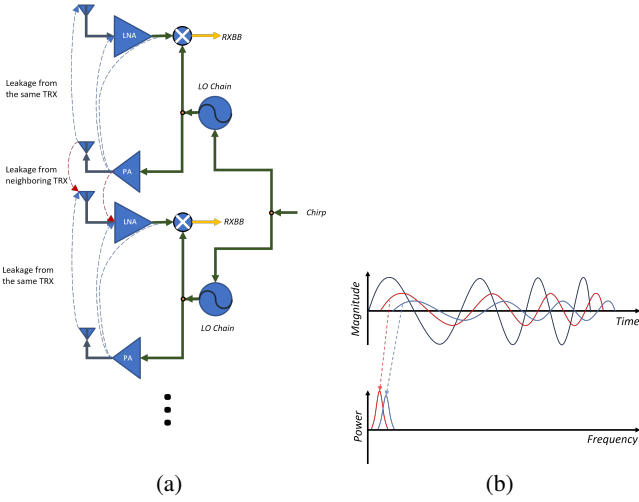 LNA
RXBB
Leakage from
the same TRX
LO Chain
PA
Leakage from
neighboring TRX
LNA
RXBB
Chirp
Leakage from
the same TRX
LO Chain
PA
Magnitude
Time
Power
Frequency
(a)
(b)